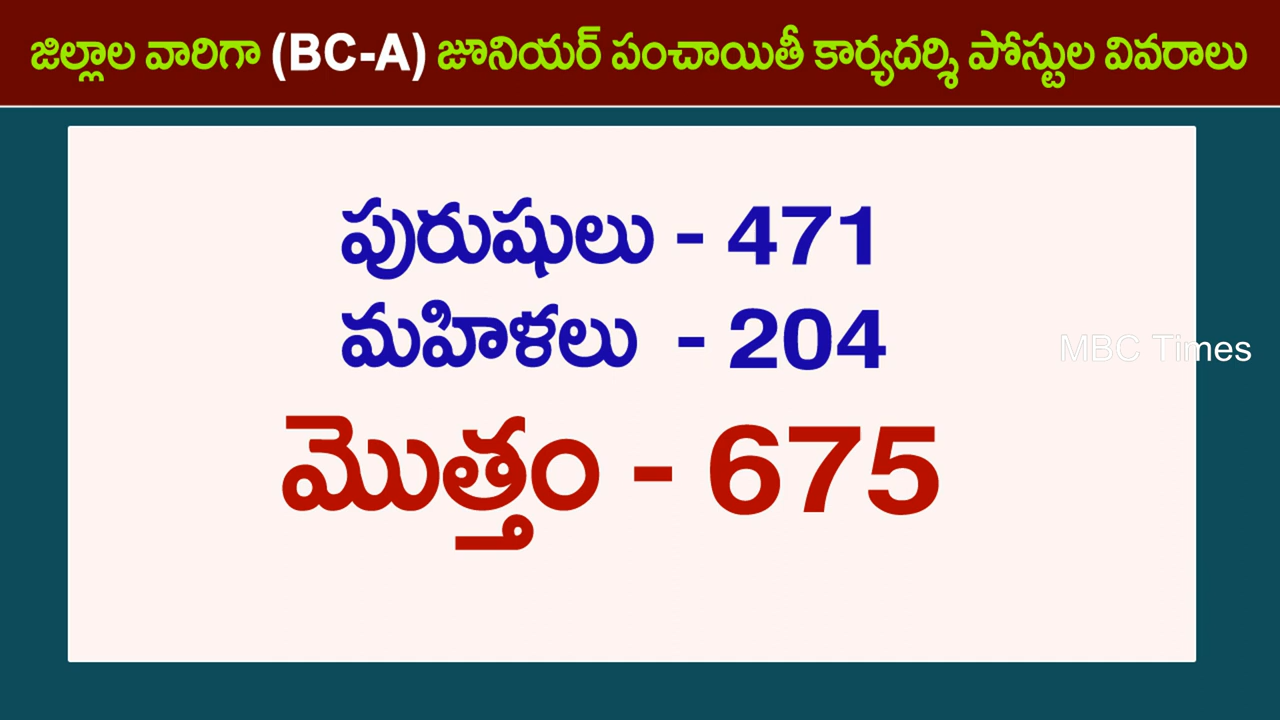 జిల్లాల వారిగా (BC-A) జూనియర్ పంచాయితీ కార్యదర్శి పోస్టుల వివరాలు
పురుషులు - 471
మహిళలు - 204
MBC Times
మొత్తం - 675